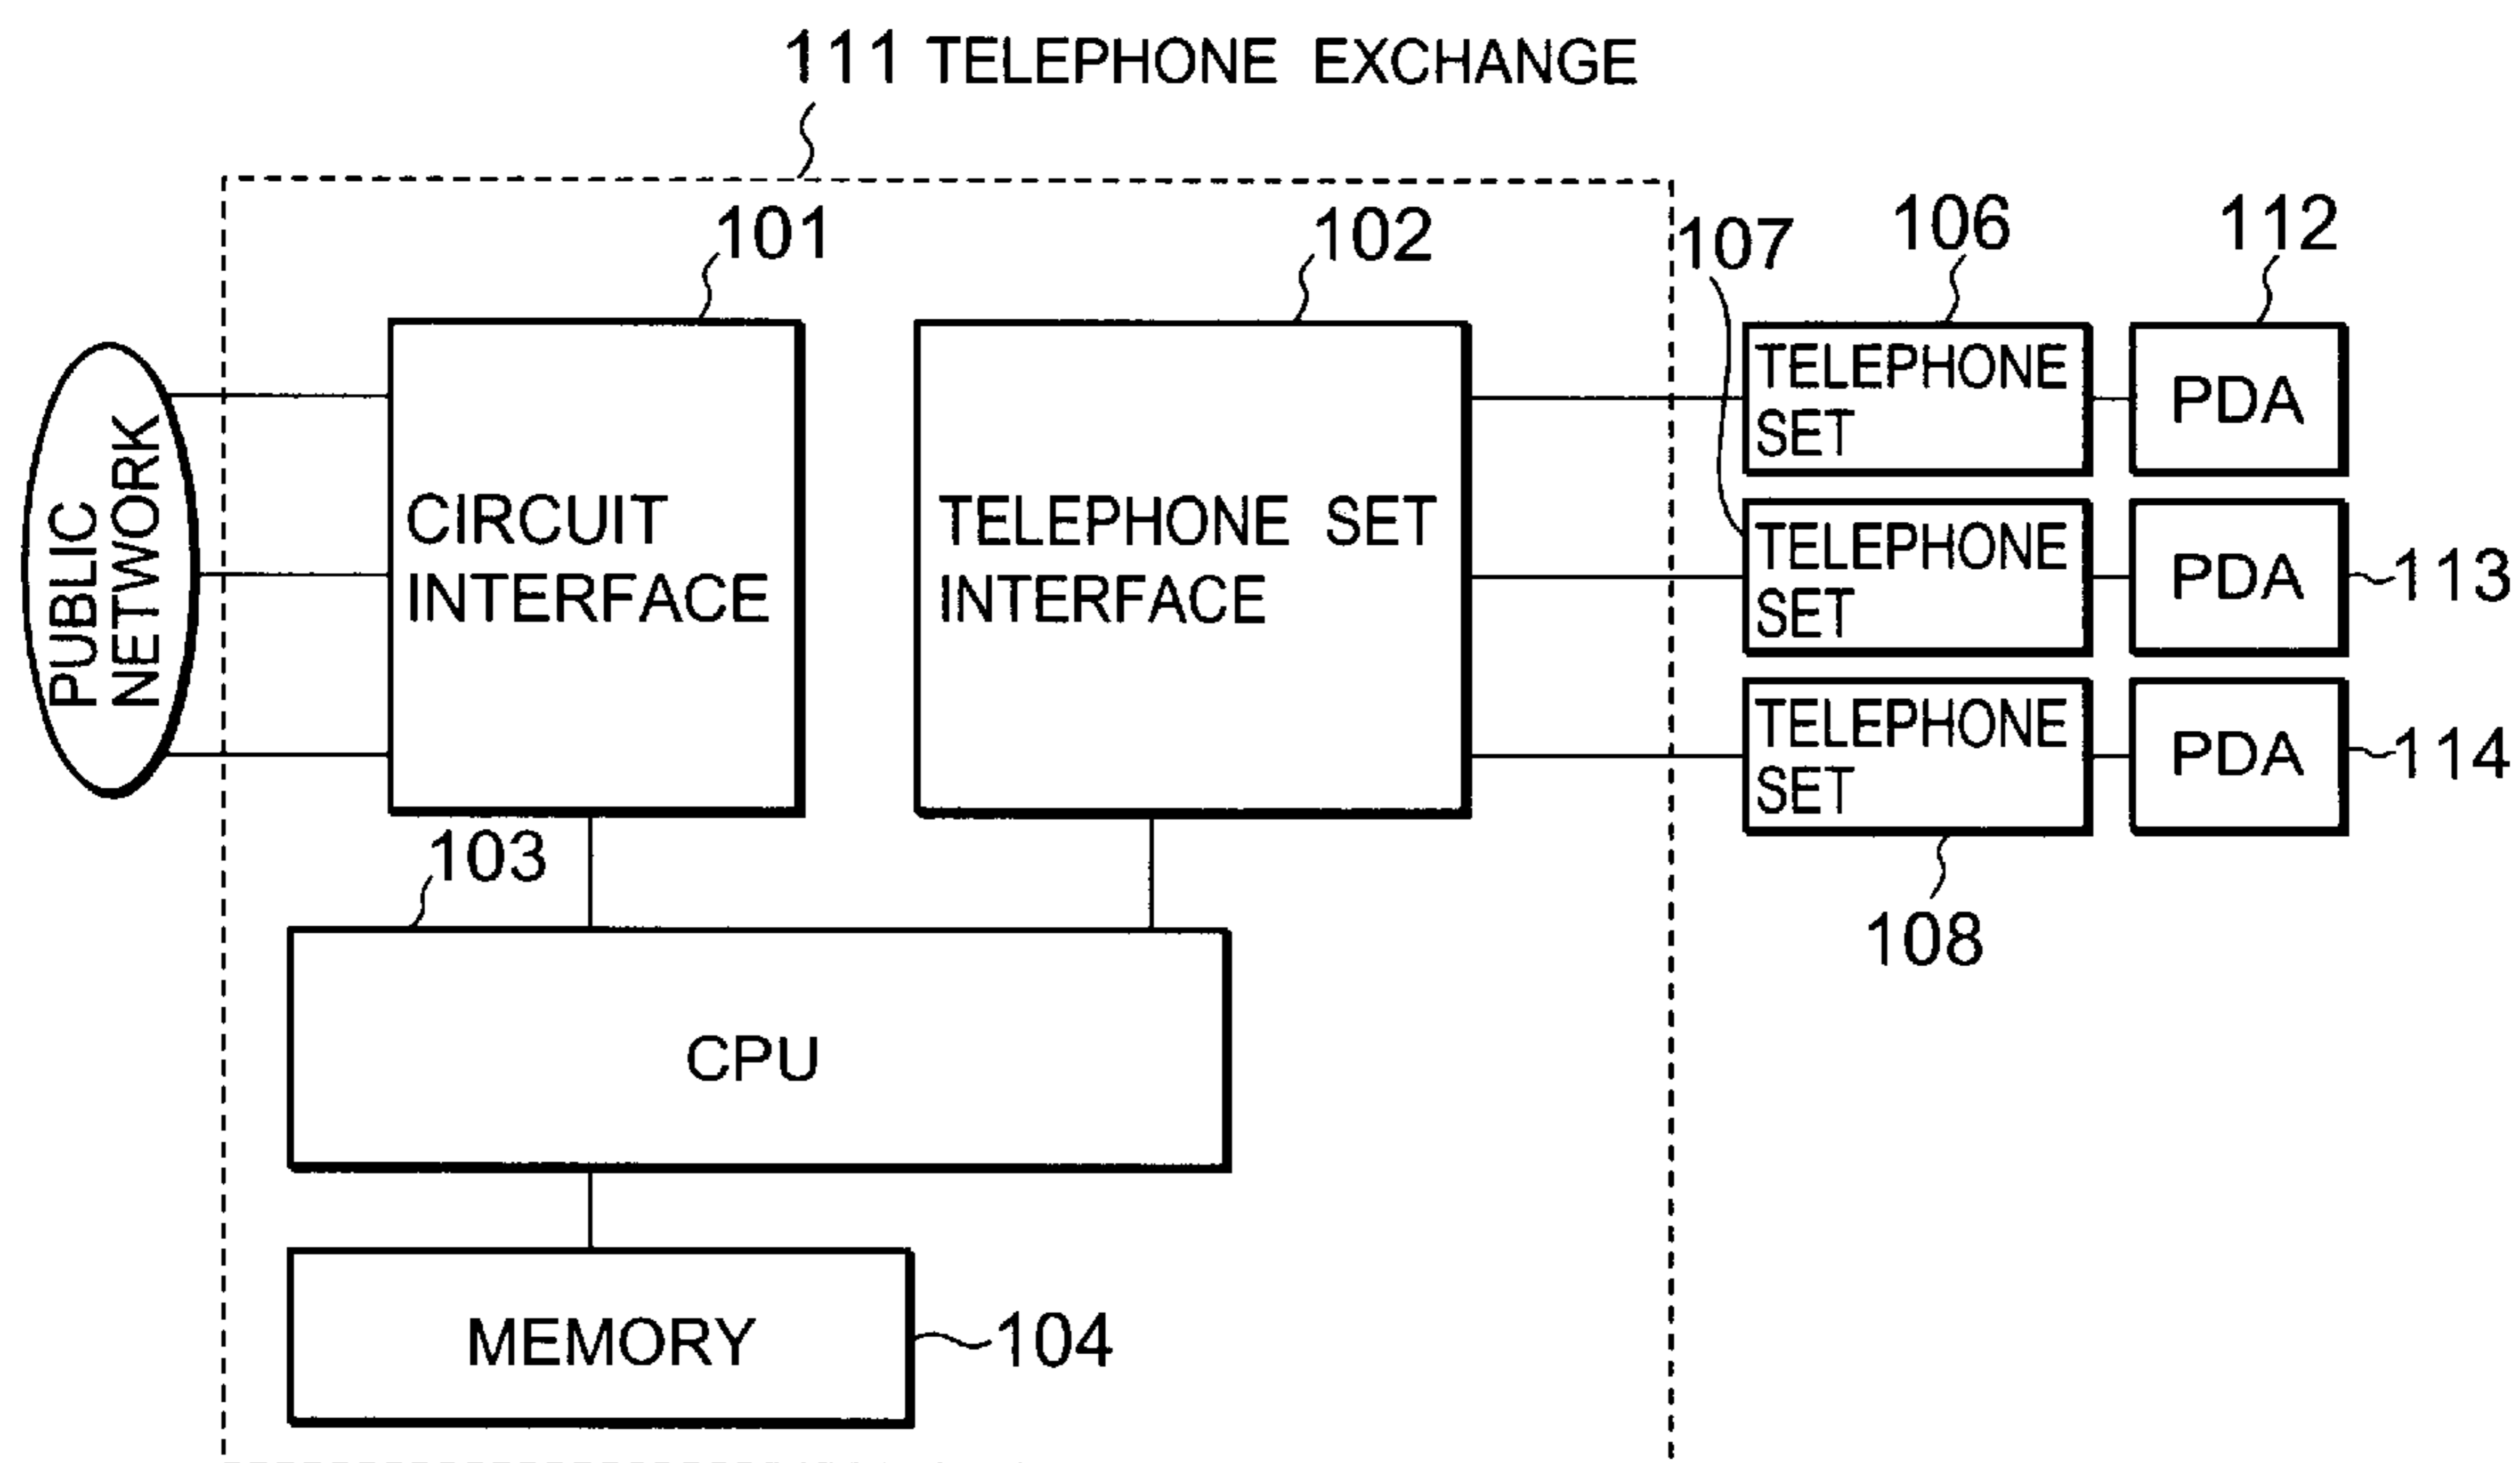 111 TELEPHONE EXCHANGE
101
102
107
106
112
PUBLIC
NETWORK
CIRCUIT
INTERFACE
TELEPHONE SET
INTERFACE
TELEPHONE
SET
PDA
TELEPHONE
SET
PDA
113
TELEPHONE
SET
PDA
114
103
108
CPU
MEMORY
104